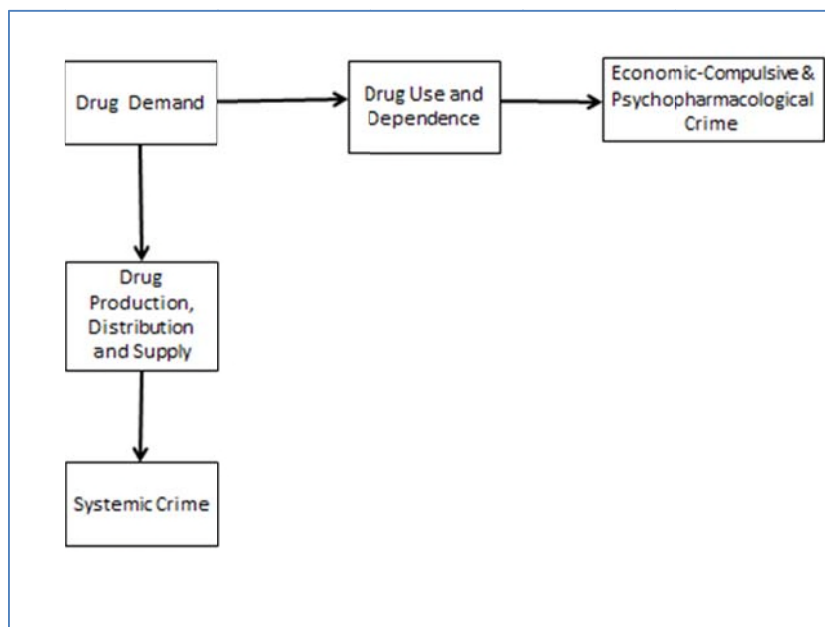 Drug Demand
Drug Use and
Dependence
Economic-Compulsive &
Psychopharmacological
Crime
Drug
Production,
Distribution
and Supply
Systemic Crime